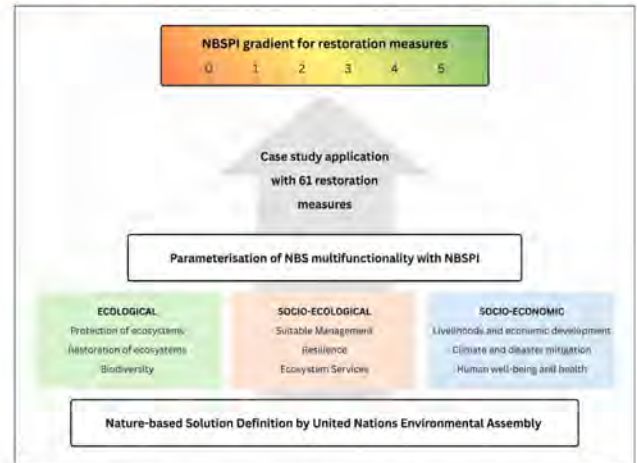 NBSPI gradient for restoration measures
0 1 2 3 4 5
Case study application
with 61 restoration
measures
Parameterisation of NBS multifunctionality with NBSPI
ECOLOGICAL
Protection of ecosystems
Restoration of ecosystems
Biodiversity
SOCIO-ECOLOGICAL
Suitable Management
Resilience
Ecosystem Services
SOCIO-ECONOMIC
Livelihoods and economic development
Climate and disaster mitigation
Human well-being and health
Nature-based Solution Definition by United Nations Environmental Assembly